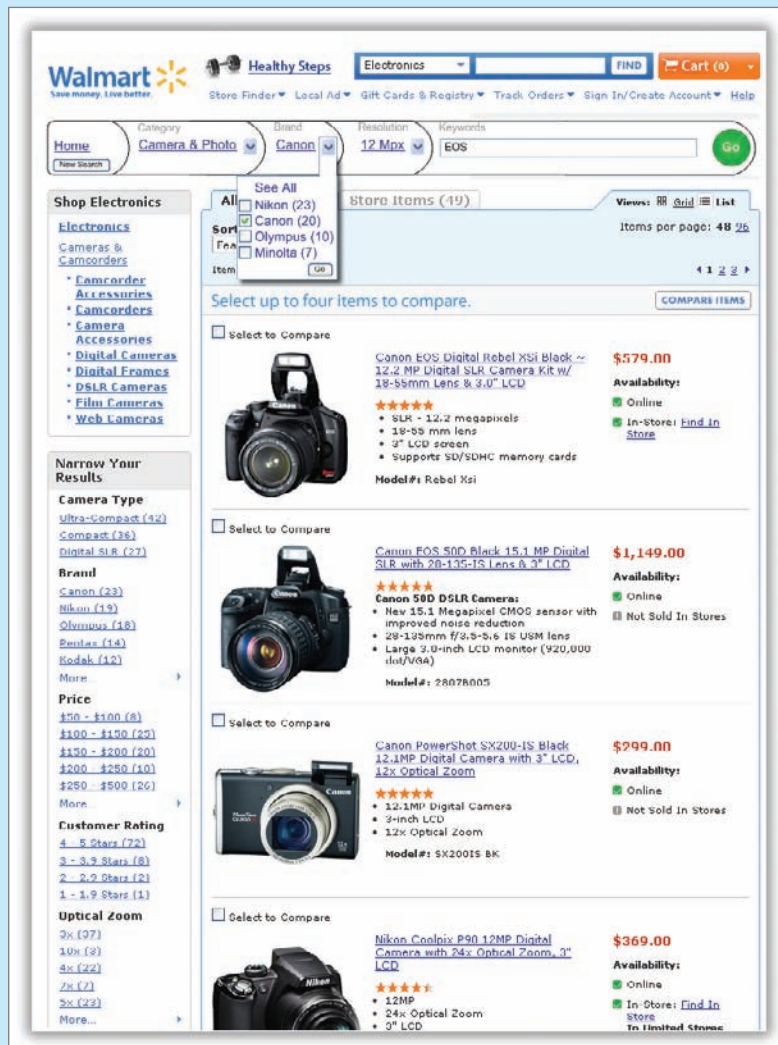 Walmart
Save money. Live better.
Healthy Steps
Electronics
FIND
Cart (0)
Store Finder
Local Ad
Gift Cards & Registry
Track Orders
Sign In/Create Account
Help
Home
New Search
Category
Camera & Photo
Brand
Canon
Resolution
12 Mpx
Keywords
EOS
Go
See All
Nikon (23)
Canon (20)
Olympus (10)
Minolta (7)
Go
Shop Electronics
Electronics
Cameras &
Camcorders
Camcorder
Accessories
Camcorders
Camera
Accessories
Digital Cameras
Digital Frames
DSLR Cameras
Film Cameras
Web Cameras
Narrow Your
Results
Camera Type
Ultra-Compact (42)
Compact (36)
Digital SLR (27)
Brand
Canon (23)
Nikon (19)
Olympus (18)
Pentax (14)
Kodak (12)
More
Price
$50 - $100 (8)
$100 - $150 (25)
$150 - $200 (20)
$200 - $250 (10)
$250 - $500 (26)
More
Customer Rating
4 - 5 Stars (72)
3 - 3.9 Stars (8)
2 - 2.9 Stars (2)
1 - 1.9 Stars (1)
Optical Zoom
3x (37)
10x (3)
4x (22)
7x (7)
5x (23)
More...
All
Store Items (49)
Views: Grid List
Sort
Fea
Item
Items per page: 48 96
1 2 3
Select up to four items to compare.
COMPARE ITEMS
Select to Compare
Canon EOS Digital Rebel XSi Black ~
12.2 MP Digital SLR Camera Kit w/
18-55mm Lens & 3.0" LCD
• SLR - 12.2 megapixels
• 18-55 mm lens
• 3" LCD screen
• Supports SD/SDHC memory cards
Model#: Rebel Xsi
$579.00
Availability:
Online
In-Store: Find In
Store
Canon
Select to Compare
Canon EOS 50D Black 15.1 MP Digital
SLR with 28-135-IS Lens & 3" LCD
Canon 50D DSLR Camera:
• New 15.1 Megapixel CMOS sensor with
improved noise reduction
• 28-135mm f/3.5-5.6 IS USM lens
• Large 3.0-inch LCD monitor (920,000
dot/VGA)
Model#: 2807B005
$1,149.00
Availability:
Online
Not Sold In Stores
Canon
Select to Compare
Canon PowerShot SX200-IS Black
12.1MP Digital Camera with 3" LCD,
12x Optical Zoom
• 12.1MP Digital Camera
• 3-inch LCD
• 12x Optical Zoom
Model#: SX200IS BK
$299.00
Availability:
Online
Not Sold In Stores
Canon
Select to Compare
Nikon Coolpix P90 12MP Digital
Camera with 24x Optical Zoom, 3"
LCD
• 12MP
• 24x Optical Zoom
• 3" LCD
$369.00
Availability:
Online
In-Store: Find In
Store
In Limited Stores
Nikon